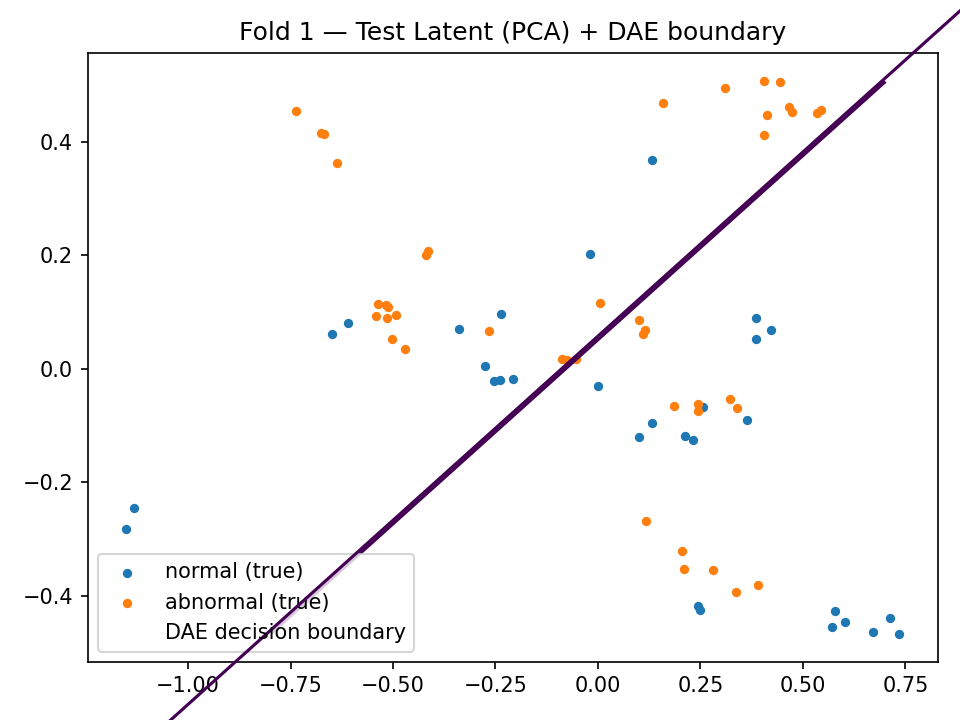 Fold 1 — Test Latent (PCA) + DAE boundary
0.4
0.2
0.0
−0.2
−0.4
normal (true)
abnormal (true)
DAE decision boundary
−1.00 −0.75 −0.50 −0.25 0.00 0.25 0.50 0.75